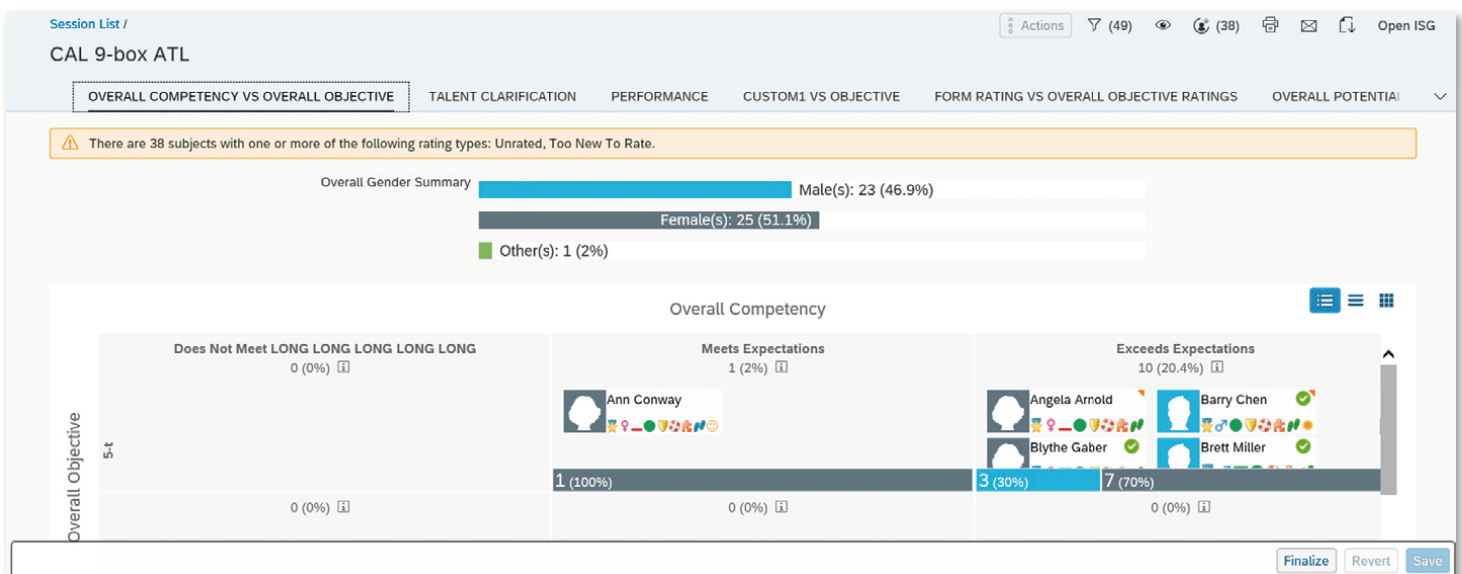 Session List /
Actions (49) (38) Open ISG
CAL 9-box ATL
OVERALL COMPETENCY VS OVERALL OBJECTIVE TALENT CLARIFICATION PERFORMANCE CUSTOM1 VS OBJECTIVE FORM RATING VS OVERALL OBJECTIVE RATINGS OVERALL POTENTIAL
There are 38 subjects with one or more of the following rating types: Unrated, Too New To Rate.
Overall Gender Summary
Male(s): 23 (46.9%)
Female(s): 25 (51.1%)
Other(s): 1 (2%)
Overall Competency
Does Not Meet LONG LONG LONG LONG LONG Meets Expectations Exceeds Expectations
0 (0%) 1 (2%) 10 (20.4%)
Ann Conway Angela Arnold Barry Chen
Blythe Gaber Brett Miller
Overall Objective
5-t
1 (100%) 3 (30%) 7 (70%)
0 (0%) 0 (0%) 0 (0%)
Finalize Revert Save